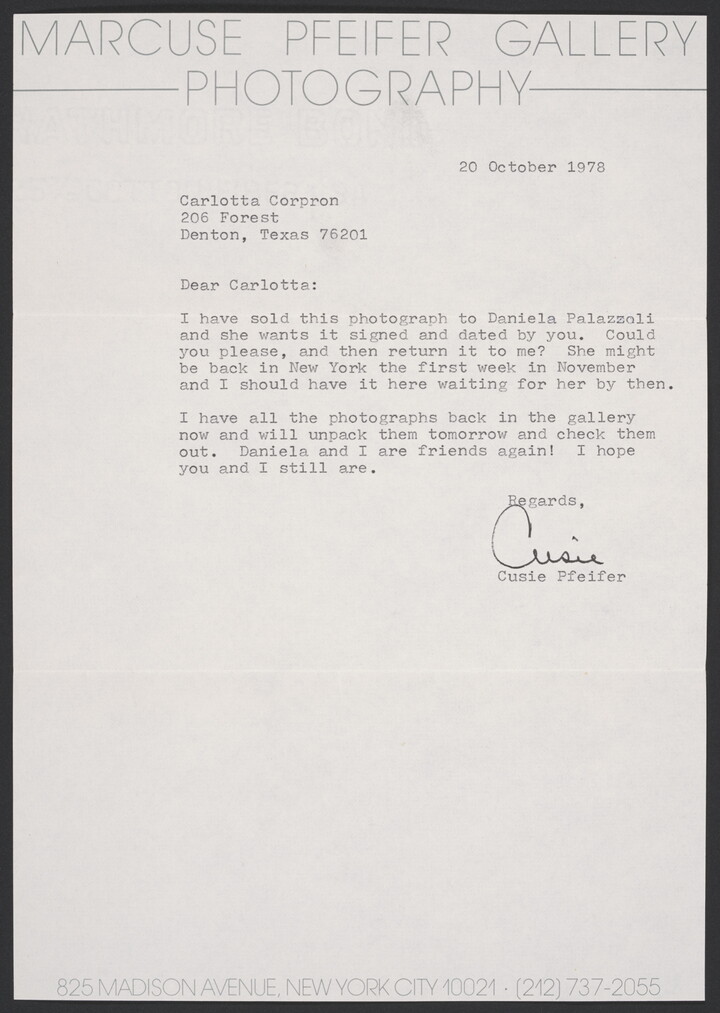 MARCUSE PFEIFER GALLERY
PHOTOGRAPHY
20 October 1978
Carlotta Corpron
206 Forest
Denton, Texas 76201
Dear Carlotta:
I have sold this photograph to Daniela Palazzoli
and she wants it signed and dated by you. Could
you please, and then return it to me? She might
be back in New York the first week in November
and I should have it here waiting for her by then.
I have all the photographs back in the gallery
now and will unpack them tomorrow and check them
out. Daniela and I are friends again! I hope
you and I still are.
Regards,
Cusie
Cusie Pfeifer
825 MADISON AVENUE, NEW YORK CITY 10021 · (212) 737-2055